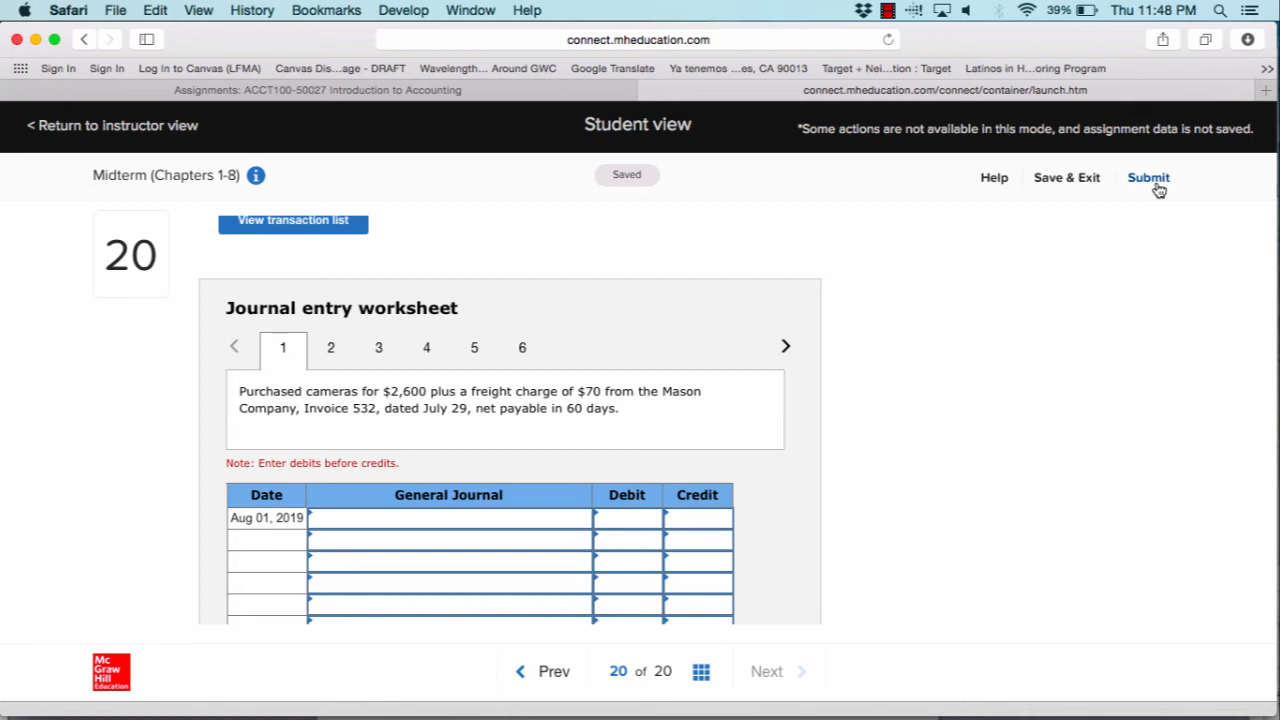 Safari File Edit View History Bookmarks Develop Window Help 39% Thu 11:48 PM
connect.mheducation.com
Sign In Sign In Log In to Canvas (LFMA) Canvas Dis...age - DRAFT Wavelength... Around GWC Google Translate Ya tenemos ...es, CA 90013 Target + Nei...tion : Target Latinos in H...oring Program >>
Assignments: ACCT100-50027 Introduction to Accounting connect.mheducation.com/connect/container/launch.htm +
< Return to instructor view Student view *Some actions are not available in this mode, and assignment data is not saved.
Midterm (Chapters 1-8) i Saved Help Save & Exit Submit
20 View transaction list
Journal entry worksheet
< 1 2 3 4 5 6 >
Purchased cameras for $2,600 plus a freight charge of $70 from the Mason
Company, Invoice 532, dated July 29, net payable in 60 days.
Note: Enter debits before credits.
Date General Journal Debit Credit
Aug 01, 2019
Mc
Graw
Hill
Education
< Prev 20 of 20 Next >